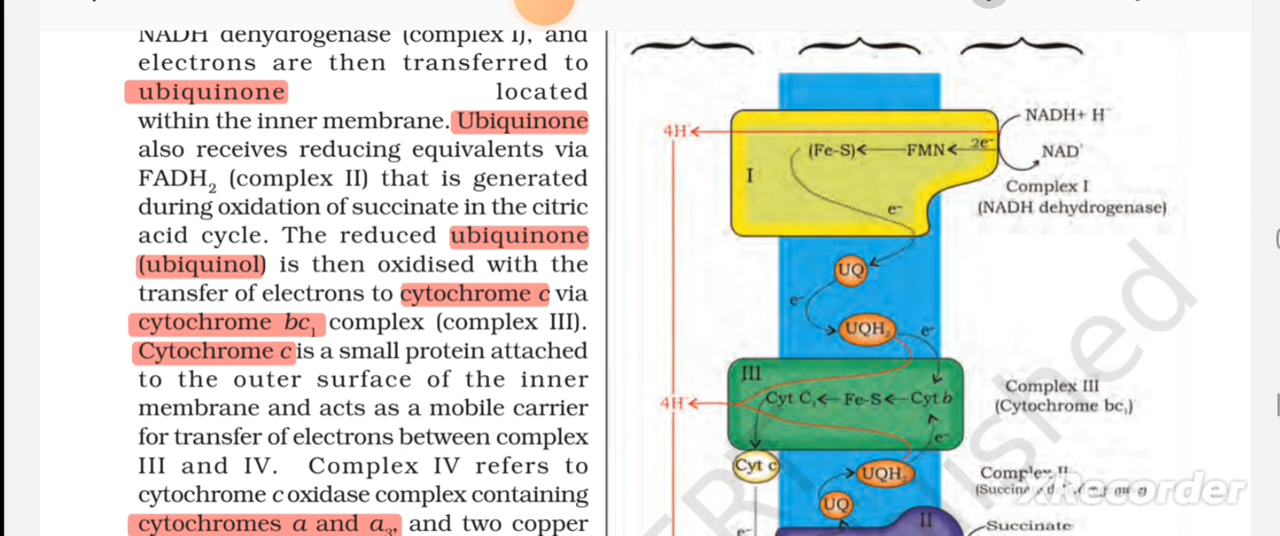 NADH dehydrogenase (complex I), and
electrons are then transferred to
ubiquinone located
within the inner membrane. Ubiquinone
also receives reducing equivalents via
FADH₂ (complex II) that is generated
during oxidation of succinate in the citric
acid cycle. The reduced ubiquinone
(ubiquinol) is then oxidised with the
transfer of electrons to cytochrome c via
cytochrome bc₁ complex (complex III).
Cytochrome c is a small protein attached
to the outer surface of the inner
membrane and acts as a mobile carrier
for transfer of electrons between complex
III and IV. Complex IV refers to
cytochrome c oxidase complex containing
cytochromes a and a₃, and two copper
NADH+ H⁺
4H⁺
(Fe-S) FMN 2e⁻
NAD⁺
I
Complex I
(NADH dehydrogenase)
e⁻
UQ
e⁻
UQH₂
e⁻
III
Complex III
(Cytochrome bc₁)
4H⁺
Cyt C₁ Fe-S Cyt b
e⁻
Cyt c
UQH₂
Complex II
UQ
II
e⁻
Succinate
XRecorder